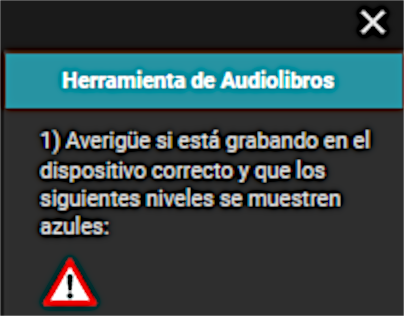 Herramienta de Audiolibros
1) Averigüe si está grabando en el
dispositivo correcto y que los
siguientes niveles se muestren
azules: